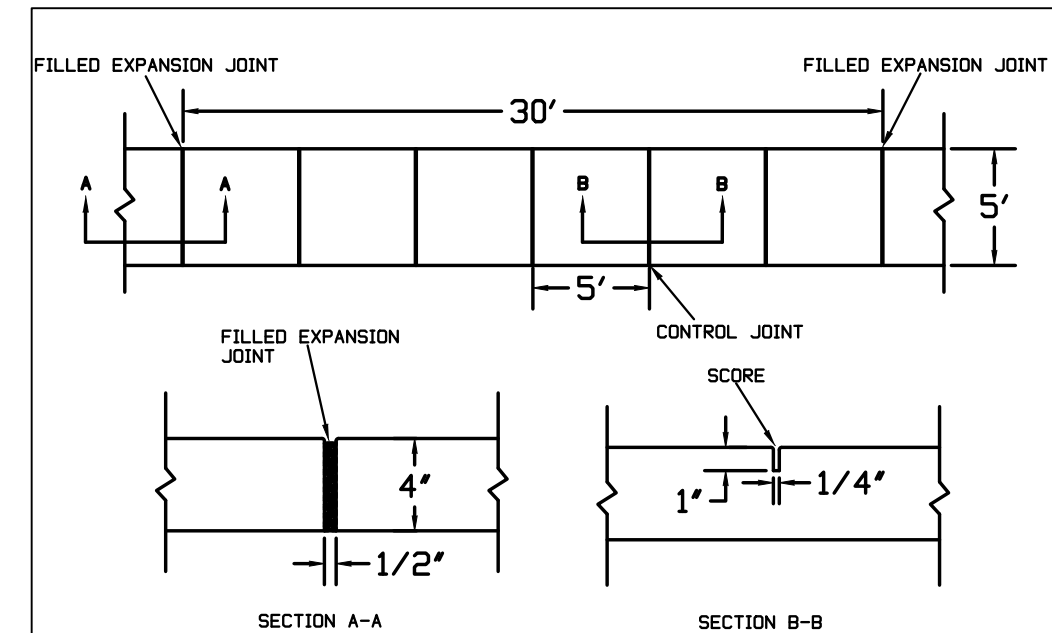 FILLED EXPANSION JOINT
FILLED EXPANSION JOINT
30'
A
A
B
B
5'
5'
CONTROL JOINT
FILLED EXPANSION
JOINT
SCORE
4"
1"
1/4"
1/2"
SECTION A-A
SECTION B-B